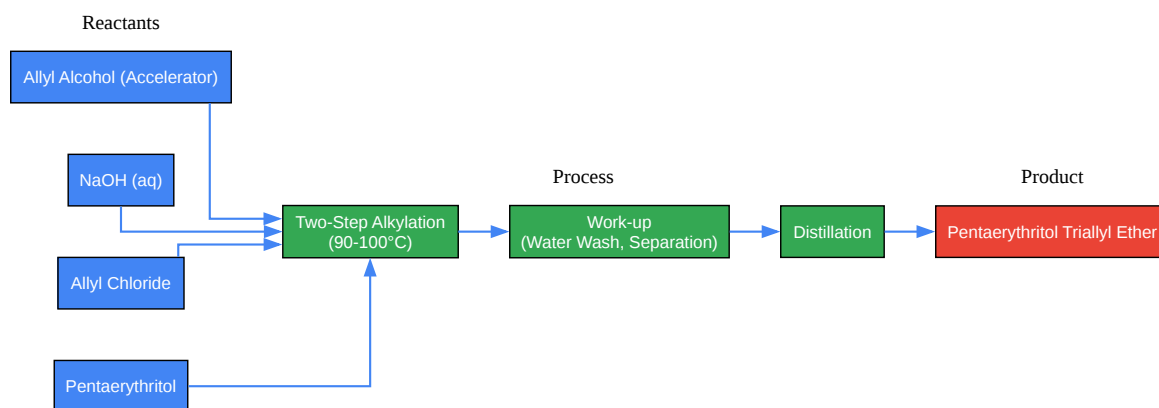 Reactants
Allyl Alcohol (Accelerator)
NaOH (aq)
Allyl Chloride
Pentaerythritol
Process
Two-Step Alkylation
(90-100°C)
Work-up
(Water Wash, Separation)
Distillation
Product
Pentaerythritol Triallyl Ether